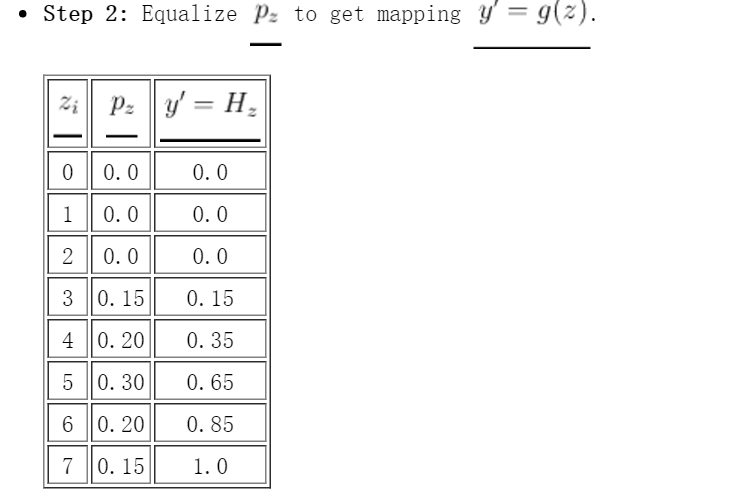 • Step 2: Equalize p_z to get mapping y′ = g(z).
z_i p_z y′ = H_z
0 0.0 0.0
1 0.0 0.0
2 0.0 0.0
3 0.15 0.15
4 0.20 0.35
5 0.30 0.65
6 0.20 0.85
7 0.15 1.0